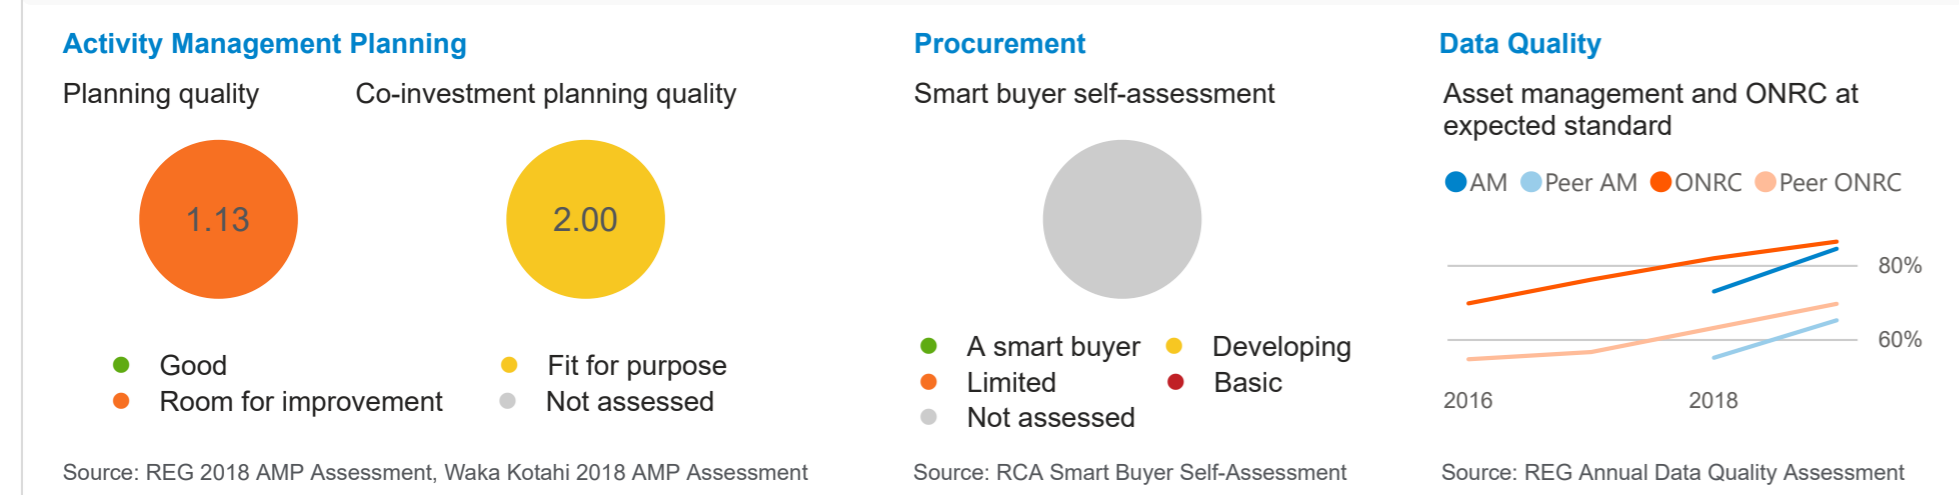 Activity Management Planning
Planning quality
Co-investment planning quality
1.13
2.00
Good
Fit for purpose
Room for improvement
Not assessed
Source: REG 2018 AMP Assessment, Waka Kotahi 2018 AMP Assessment
Procurement
Smart buyer self-assessment
A smart buyer
Developing
Limited
Basic
Not assessed
Source: RCA Smart Buyer Self-Assessment
Data Quality
Asset management and ONRC at
expected standard
AM Peer AM ONRC Peer ONRC
80%
60%
2016
2018
Source: REG Annual Data Quality Assessment